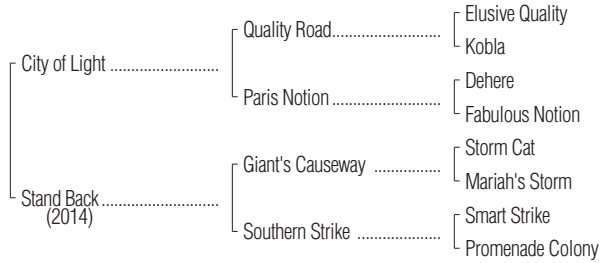 Elusive Quality
Quality Road
Kobla
City of Light
Dehere
Paris Notion
Fabulous Notion
Storm Cat
Giant's Causeway
Mariah's Storm
Stand Back
(2014)
Smart Strike
Southern Strike
Promenade Colony